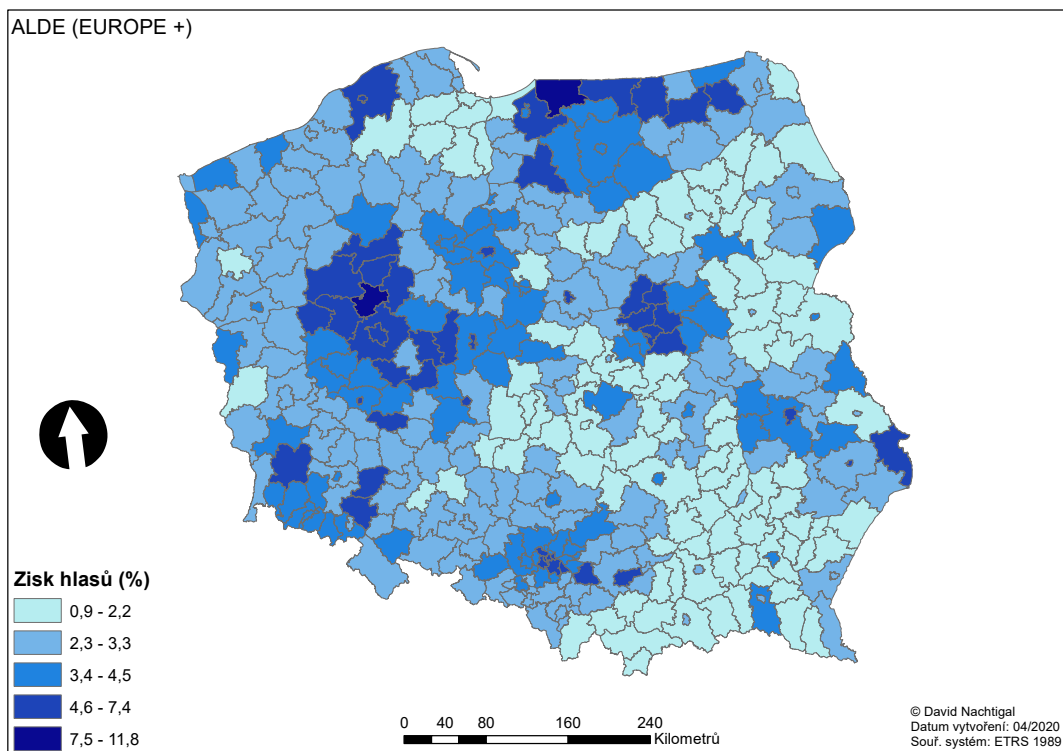 ALDE (EUROPE +)
Zisk hlasů (%)
0,9 - 2,2
2,3 - 3,3
3,4 - 4,5
4,6 - 7,4
7,5 - 11,8
0 40 80 160 240
Kilometrů
© David Nachtigal
Datum vytvoření: 04/2020
Souř. systém: ETRS 1989